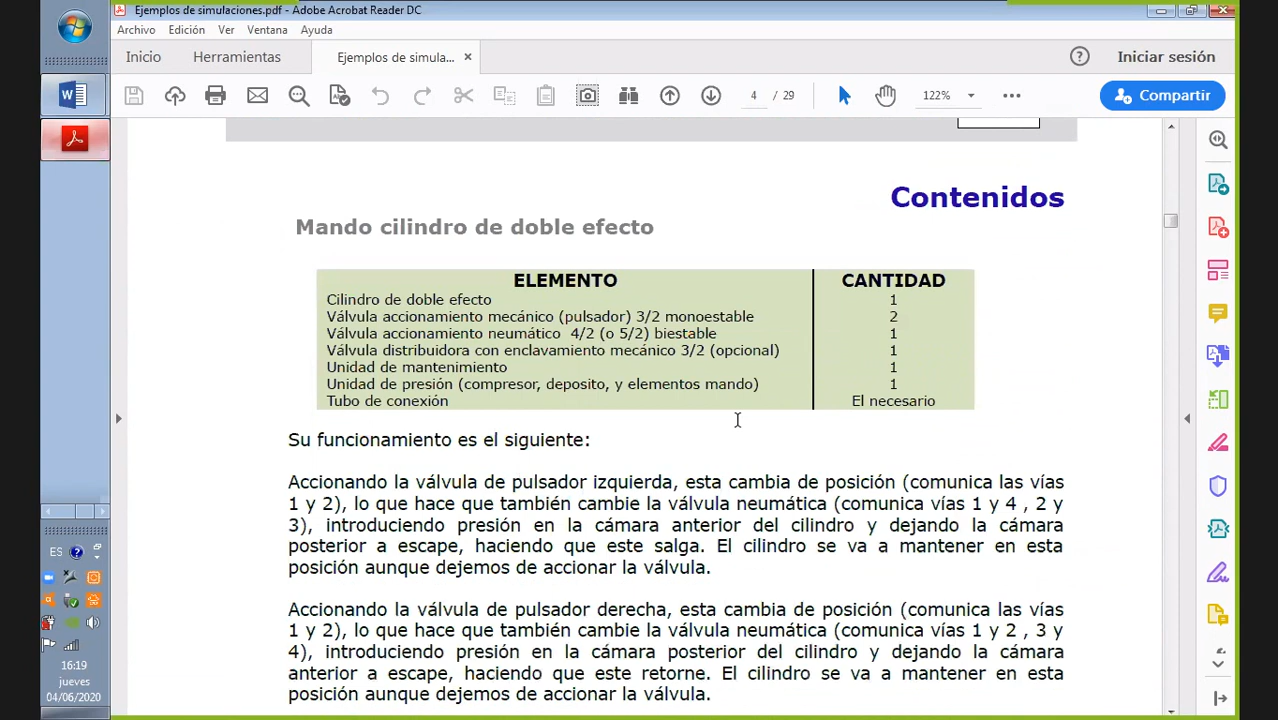 Ejemplos de simulaciones.pdf - Adobe Acrobat Reader DC
Archivo Edición Ver Ventana Ayuda
Inicio Herramientas Ejemplos de simula... × Iniciar sesión
4 / 29 122% Compartir
Contenidos
Mando cilindro de doble efecto
ELEMENTO CANTIDAD
Cilindro de doble efecto 1
Válvula accionamiento mecánico (pulsador) 3/2 monoestable 2
Válvula accionamiento neumático 4/2 (o 5/2) biestable 1
Válvula distribuidora con enclavamiento mecánico 3/2 (opcional) 1
Unidad de mantenimiento 1
Unidad de presión (compresor, deposito, y elementos mando) 1
Tubo de conexión El necesario
Su funcionamiento es el siguiente:
Accionando la válvula de pulsador izquierda, esta cambia de posición (comunica las vías
1 y 2), lo que hace que también cambie la válvula neumática (comunica vías 1 y 4 , 2 y
3), introduciendo presión en la cámara anterior del cilindro y dejando la cámara
posterior a escape, haciendo que este salga. El cilindro se va a mantener en esta
posición aunque dejemos de accionar la válvula.
Accionando la válvula de pulsador derecha, esta cambia de posición (comunica las vías
1 y 2), lo que hace que también cambie la válvula neumática (comunica vías 1 y 2 , 3 y
4), introduciendo presión en la cámara posterior del cilindro y dejando la cámara
anterior a escape, haciendo que este retorne. El cilindro se va a mantener en esta
posición aunque dejemos de accionar la válvula.
ES
16:19
jueves
04/06/2020